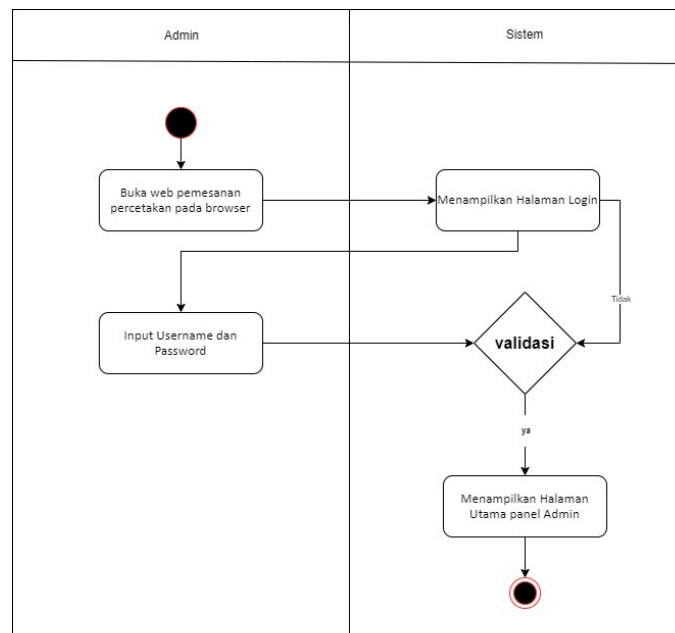 Admin
Sistem
Buka web pemesanan
percetakan pada browser
Menampilkan Halaman Login
Tidak
Input Username dan
Password
validasi
ya
Menampilkan Halaman
Utama panel Admin